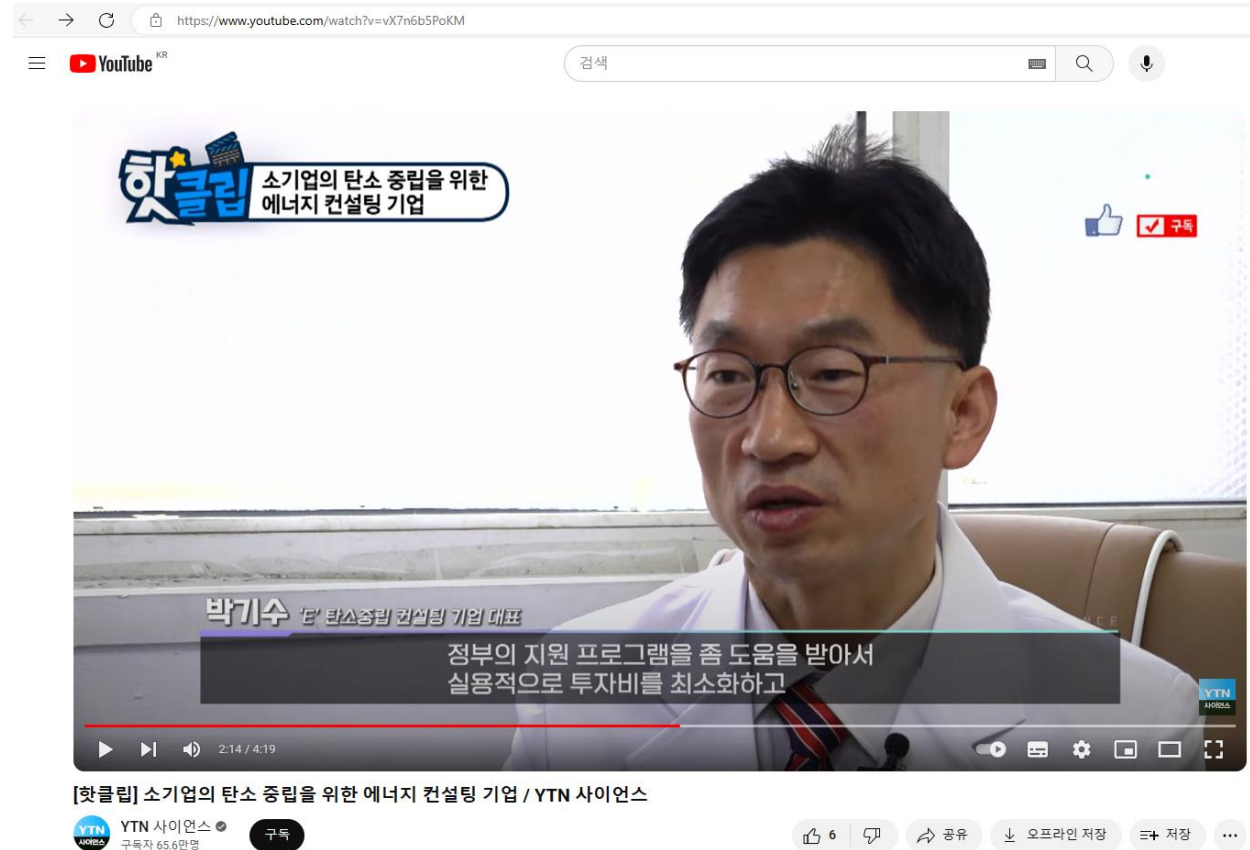 https://www.youtube.com/watch?v=vX7n6b5PoKM
YouTube KR
검색
핫클립
소기업의 탄소 중립을 위한
에너지 컨설팅 기업
구독
박기수 'E' 탄소중립 컨설팅 기업 대표
정부의 지원 프로그램을 좀 도움을 받아서
실용적으로 투자비를 최소화하고
YTN
사이언스
2:14 / 4:19
[핫클립] 소기업의 탄소 중립을 위한 에너지 컨설팅 기업 / YTN 사이언스
YTN
사이언스
YTN 사이언스
구독자 65.6만명
구독
6
공유
오프라인 저장
저장